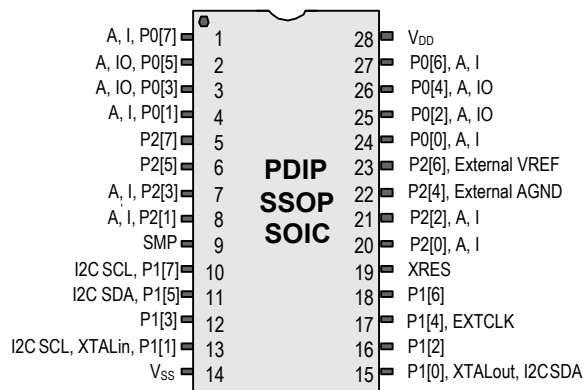 A, I, P0[7] 1 28 VDD
A, IO, P0[5] 2 27 P0[6], A, I
A, IO, P0[3] 3 26 P0[4], A, IO
A, I, P0[1] 4 25 P0[2], A, IO
P2[7] 5 24 P0[0], A, I
P2[5] 6 PDIP 23 P2[6], External VREF
A, I, P2[3] 7 SSOP 22 P2[4], External AGND
A, I, P2[1] 8 SOIC 21 P2[2], A, I
SMP 9 20 P2[0], A, I
I2C SCL, P1[7] 10 19 XRES
I2C SDA, P1[5] 11 18 P1[6]
P1[3] 12 17 P1[4], EXTCLK
I2C SCL, XTALin, P1[1] 13 16 P1[2]
VSS 14 15 P1[0], XTALout, I2CSDA